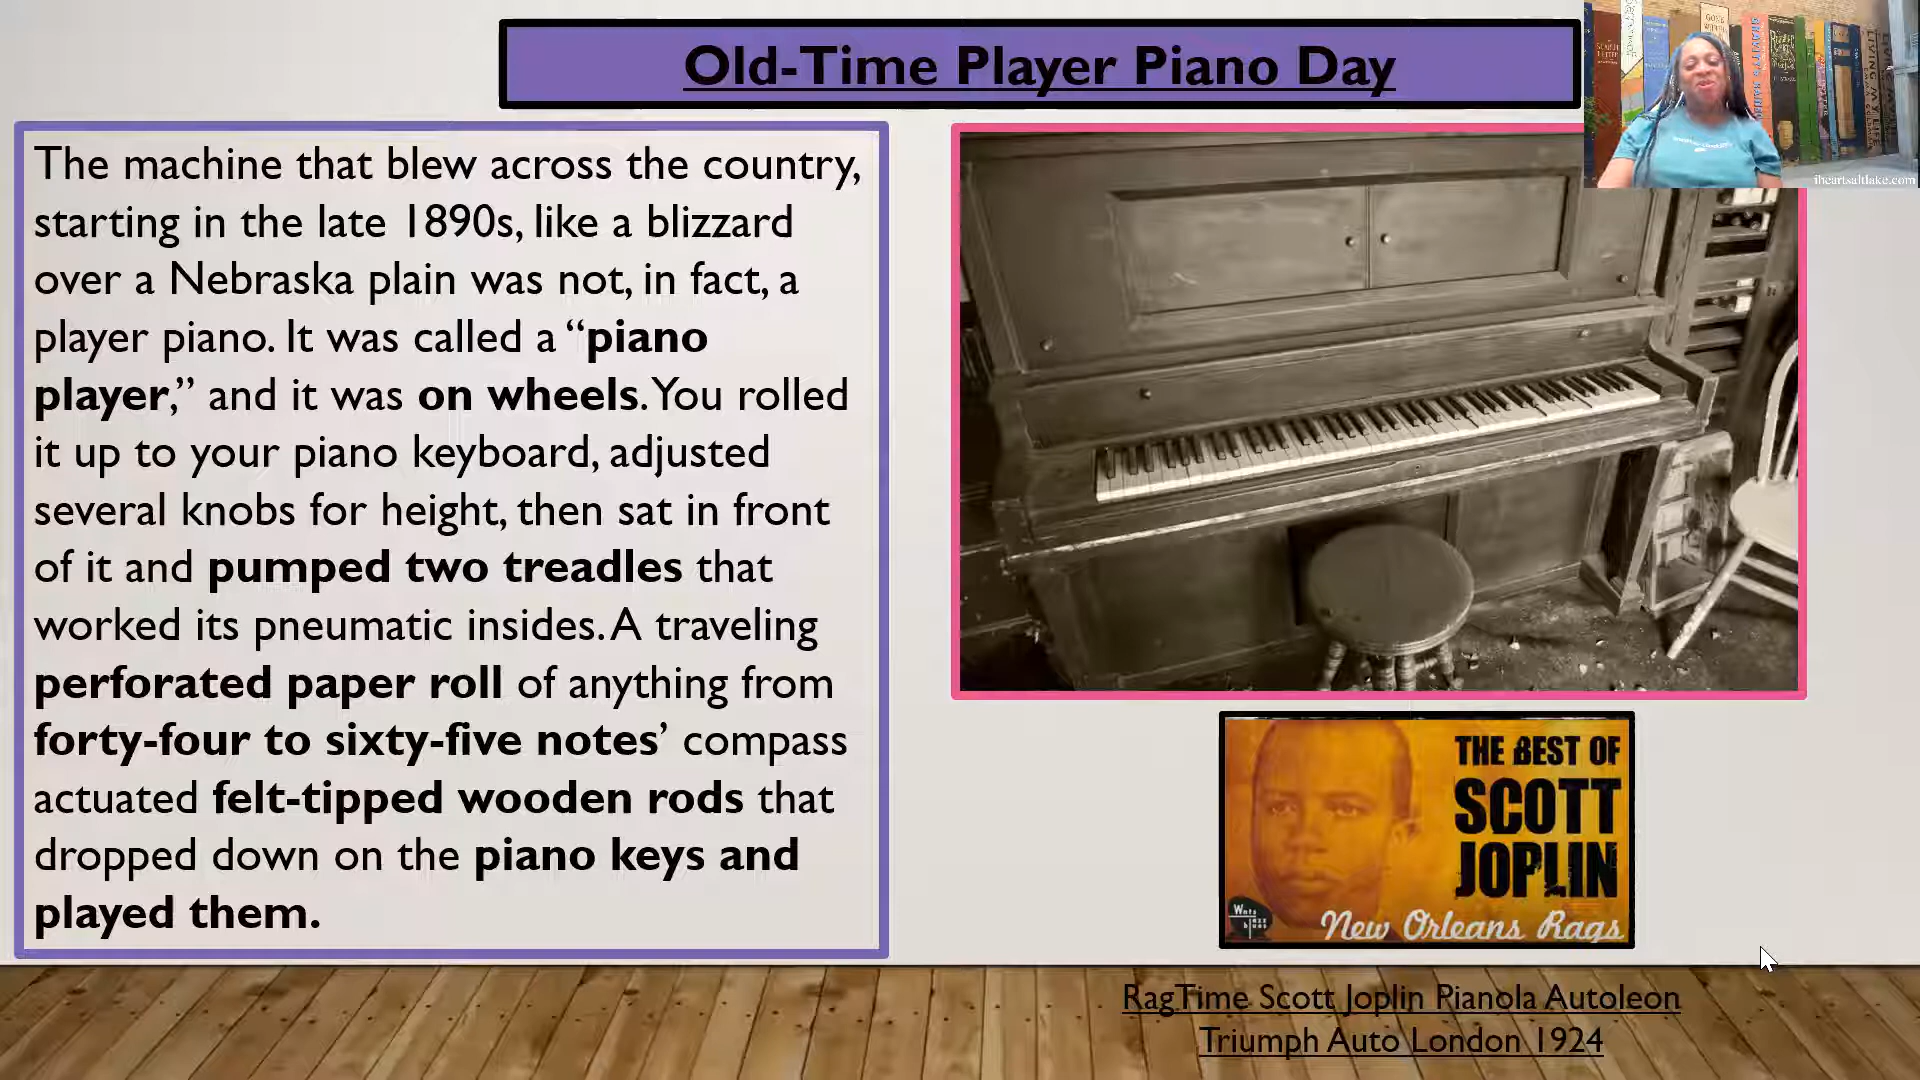 Old-Time Player Piano Day
The machine that blew across the country,
starting in the late 1890s, like a blizzard
over a Nebraska plain was not, in fact, a
player piano. It was called a “piano
player,” and it was on wheels. You rolled
it up to your piano keyboard, adjusted
several knobs for height, then sat in front
of it and pumped two treadles that
worked its pneumatic insides. A traveling
perforated paper roll of anything from
forty-four to sixty-five notes’ compass
actuated felt-tipped wooden rods that
dropped down on the piano keys and
played them.
iheartsaltlake.com
THE BEST OF
SCOTT
JOPLIN
New Orleans Rags
RagTime Scott Joplin Pianola Autoleon
Triumph Auto London 1924